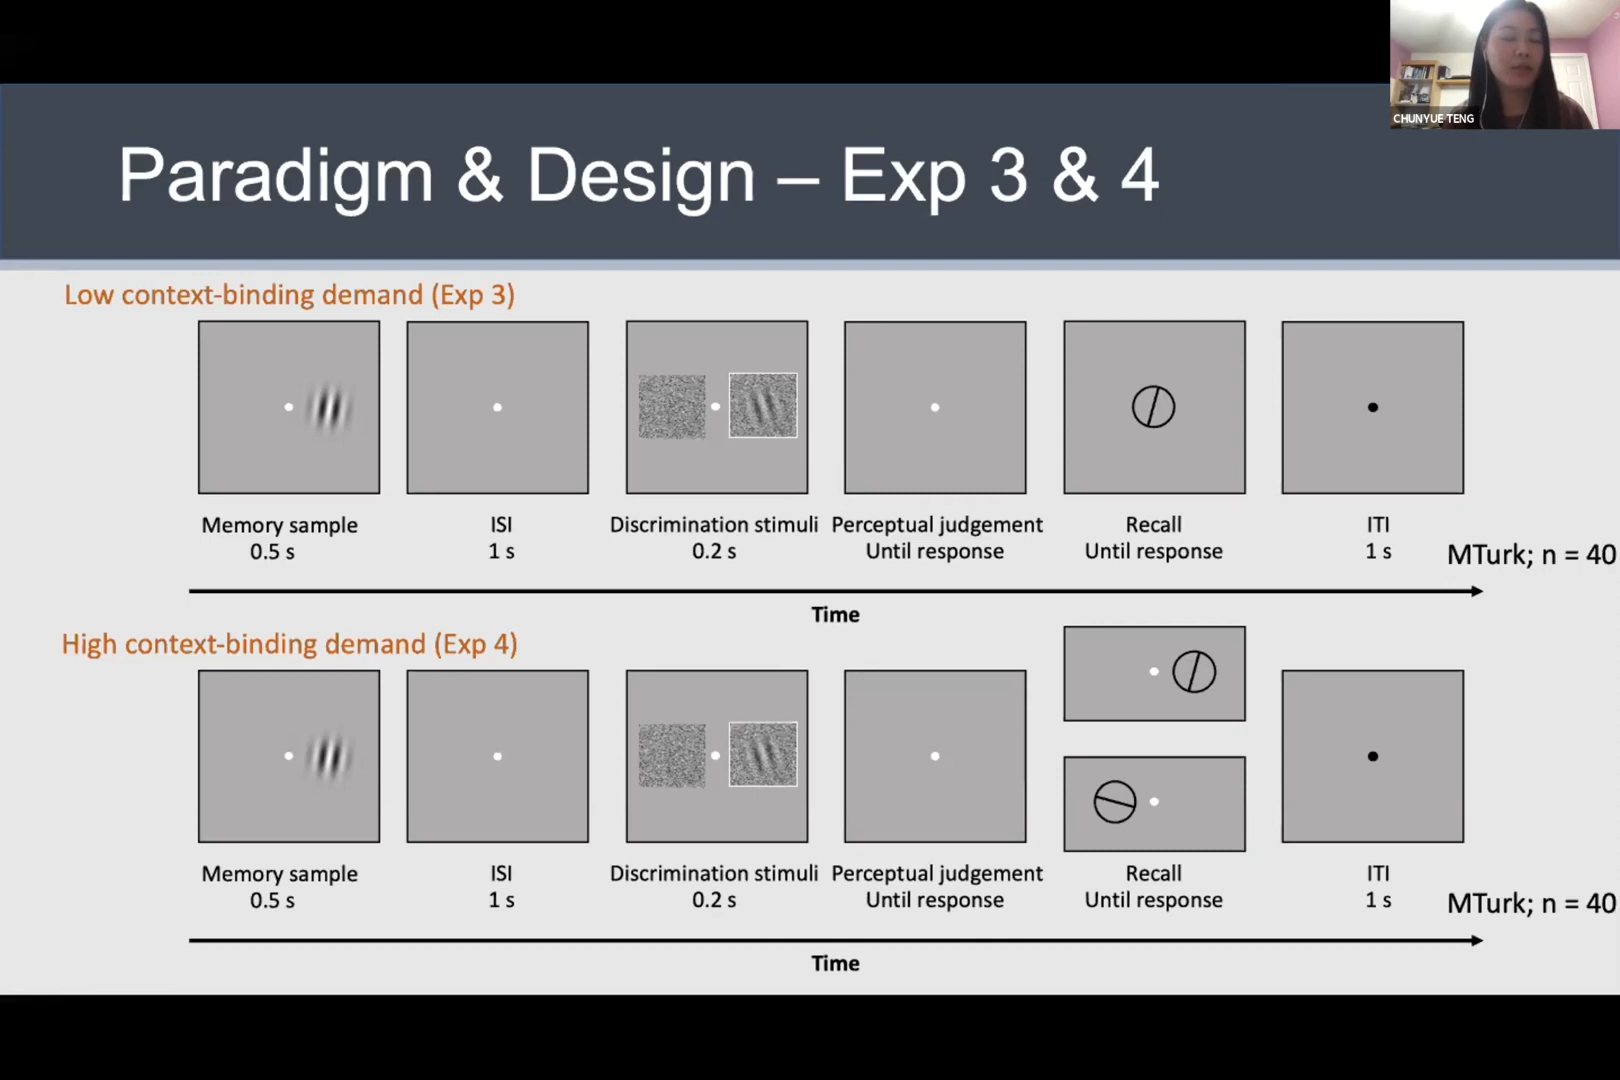 CHUNYUE TENG
Paradigm & Design – Exp 3 & 4
Low context-binding demand (Exp 3)
Memory sample
0.5 s
ISI
1 s
Discrimination stimuli
0.2 s
Perceptual judgement
Until response
Recall
Until response
ITI
1 s
MTurk; n = 40
Time
High context-binding demand (Exp 4)
Memory sample
0.5 s
ISI
1 s
Discrimination stimuli
0.2 s
Perceptual judgement
Until response
Recall
Until response
ITI
1 s
MTurk; n = 40
Time